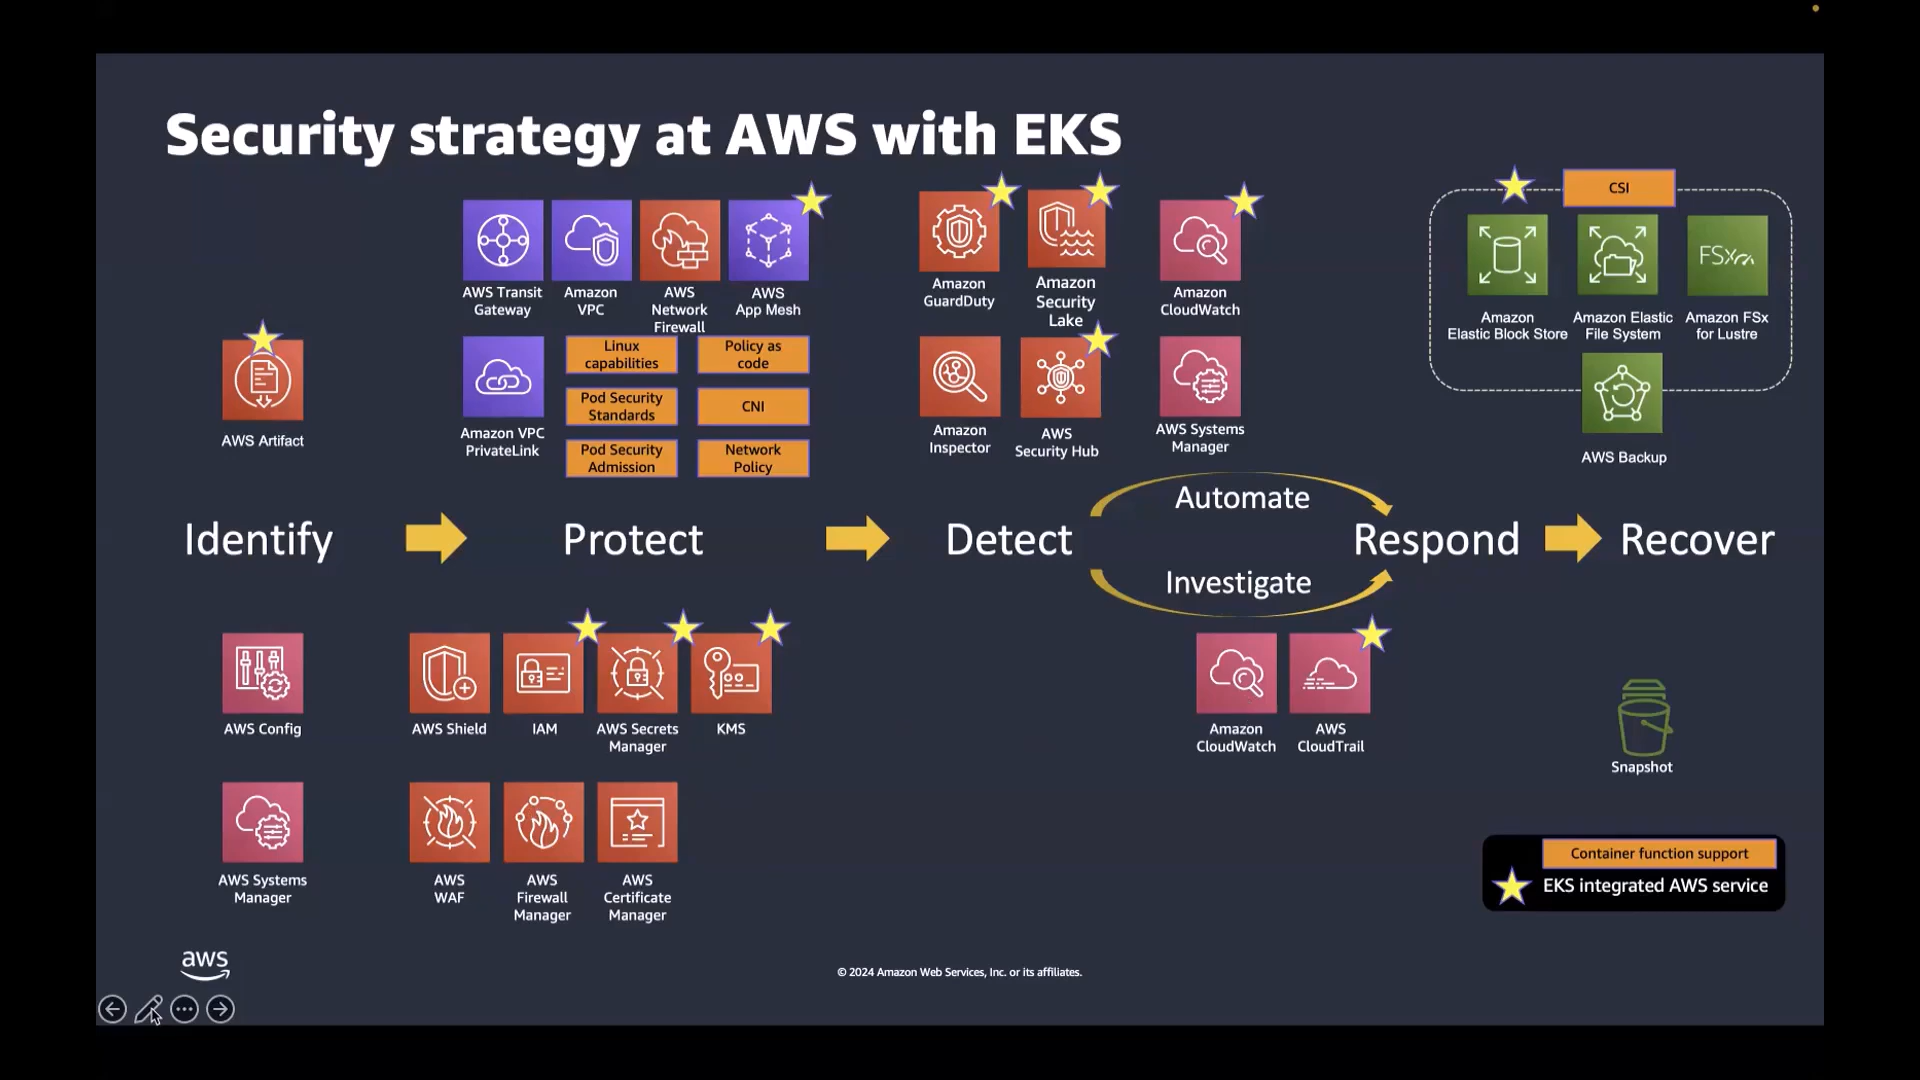 Security strategy at AWS with EKS
AWS Artifact
AWS Transit
Gateway
Amazon
VPC
AWS
Network
Firewall
AWS
App Mesh
Amazon VPC
PrivateLink
Linux
capabilities
Policy as
code
Pod Security
Standards
CNI
Pod Security
Admission
Network
Policy
Amazon
GuardDuty
Amazon
Security
Lake
Amazon
CloudWatch
Amazon
Inspector
AWS
Security Hub
AWS Systems
Manager
CSI
Amazon
Elastic Block Store
Amazon Elastic
File System
FSx
Amazon FSx
for Lustre
AWS Backup
Identify
Protect
Detect
Automate
Investigate
Respond
Recover
AWS Config
AWS Shield
IAM
AWS Secrets
Manager
KMS
Amazon
CloudWatch
AWS
CloudTrail
Snapshot
AWS Systems
Manager
AWS
WAF
AWS
Firewall
Manager
AWS
Certificate
Manager
Container function support
EKS integrated AWS service
aws
© 2024 Amazon Web Services, Inc. or its affiliates.